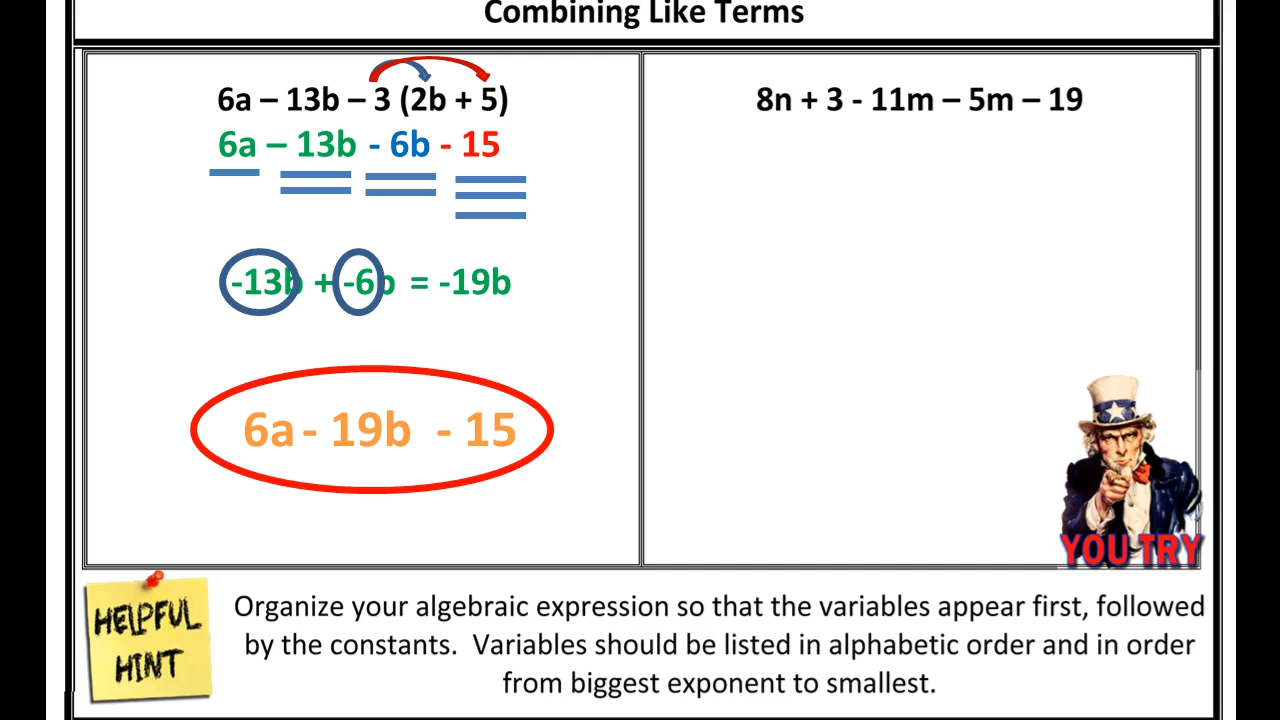 Combining Like Terms
6a – 13b – 3 (2b + 5)
6a – 13b - 6b - 15
-13b + -6b = -19b
6a - 19b - 15
8n + 3 - 11m – 5m – 19
YOU TRY
HELPFUL
HINT
Organize your algebraic expression so that the variables appear first, followed
by the constants. Variables should be listed in alphabetic order and in order
from biggest exponent to smallest.